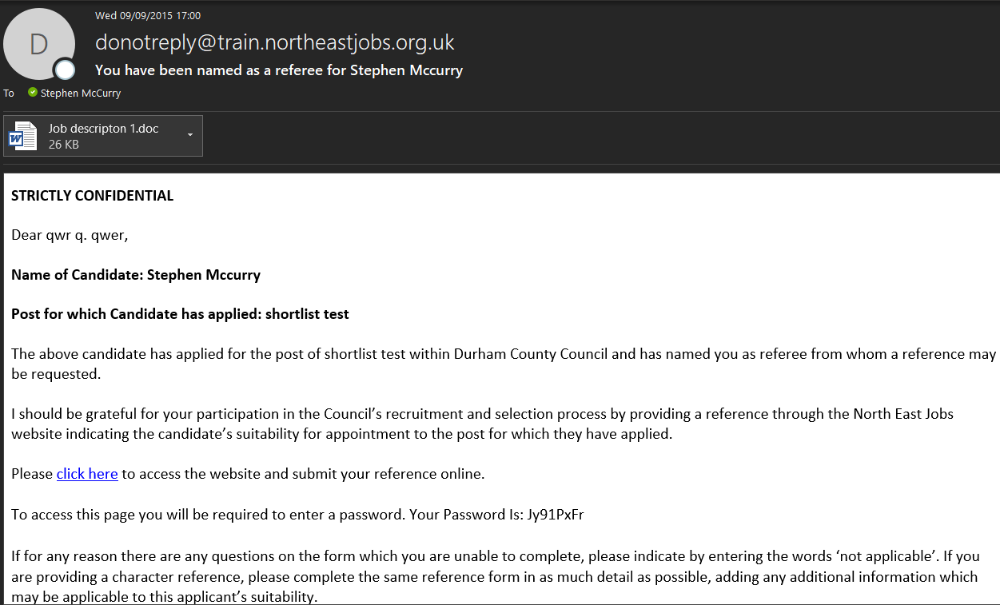 Wed 09/09/2015 17:00
D
donotreply@train.northeastjobs.org.uk
You have been named as a referee for Stephen Mccurry
To Stephen McCurry
W
Job descripton 1.doc
26 KB
STRICTLY CONFIDENTIAL
Dear qwr q. qwer,
Name of Candidate: Stephen Mccurry
Post for which Candidate has applied: shortlist test
The above candidate has applied for the post of shortlist test within Durham County Council and has named you as referee from whom a reference may
be requested.
I should be grateful for your participation in the Council’s recruitment and selection process by providing a reference through the North East Jobs
website indicating the candidate’s suitability for appointment to the post for which they have applied.
Please click here to access the website and submit your reference online.
To access this page you will be required to enter a password. Your Password Is: Jy91PxFr
If for any reason there are any questions on the form which you are unable to complete, please indicate by entering the words ‘not applicable’. If you
are providing a character reference, please complete the same reference form in as much detail as possible, adding any additional information which
may be applicable to this applicant’s suitability.